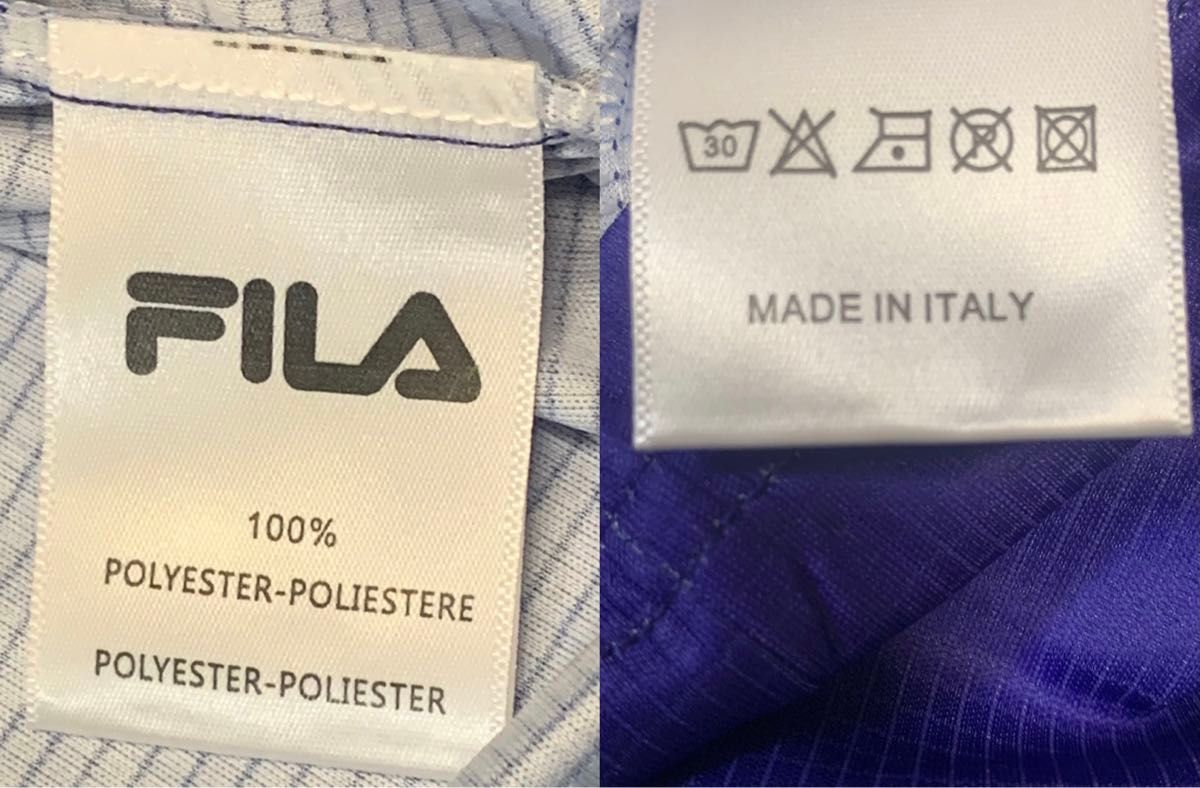 FILA
100%
POLYESTER-POLIESTERE
POLYESTER-POLIESTER
30
P
MADE IN ITALY